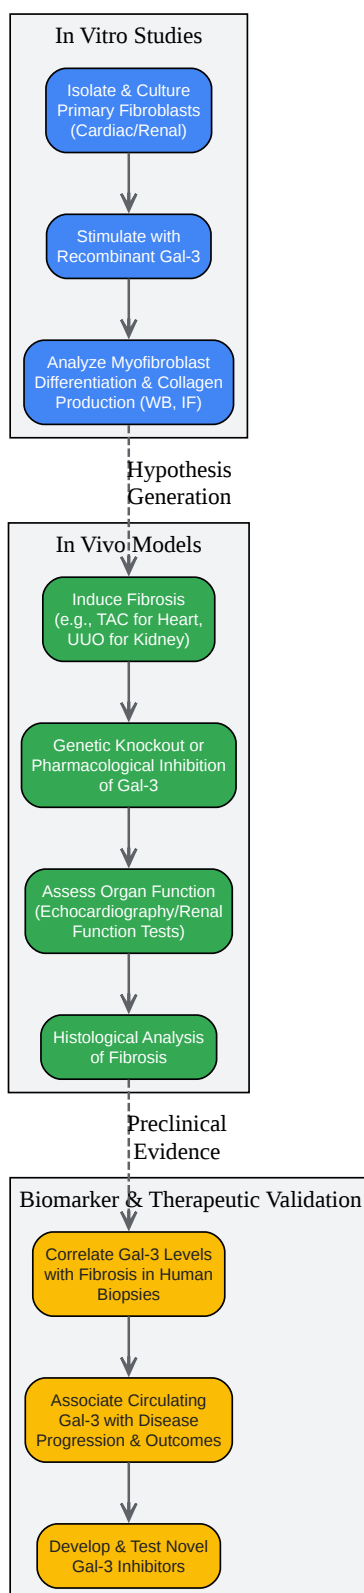 In Vitro Studies
Isolate & Culture
Primary Fibroblasts
(Cardiac/Renal)
Stimulate with
Recombinant Gal-3
Analyze Myofibroblast
Differentiation & Collagen
Production (WB, IF)
Hypothesis
Generation
In Vivo Models
Induce Fibrosis
(e.g., TAC for Heart,
UUO for Kidney)
Genetic Knockout or
Pharmacological Inhibition
of Gal-3
Assess Organ Function
(Echocardiography/Renal
Function Tests)
Histological Analysis
of Fibrosis
Preclinical
Evidence
Biomarker & Therapeutic Validation
Correlate Gal-3 Levels
with Fibrosis in Human
Biopsies
Associate Circulating
Gal-3 with Disease
Progression & Outcomes
Develop & Test Novel
Gal-3 Inhibitors